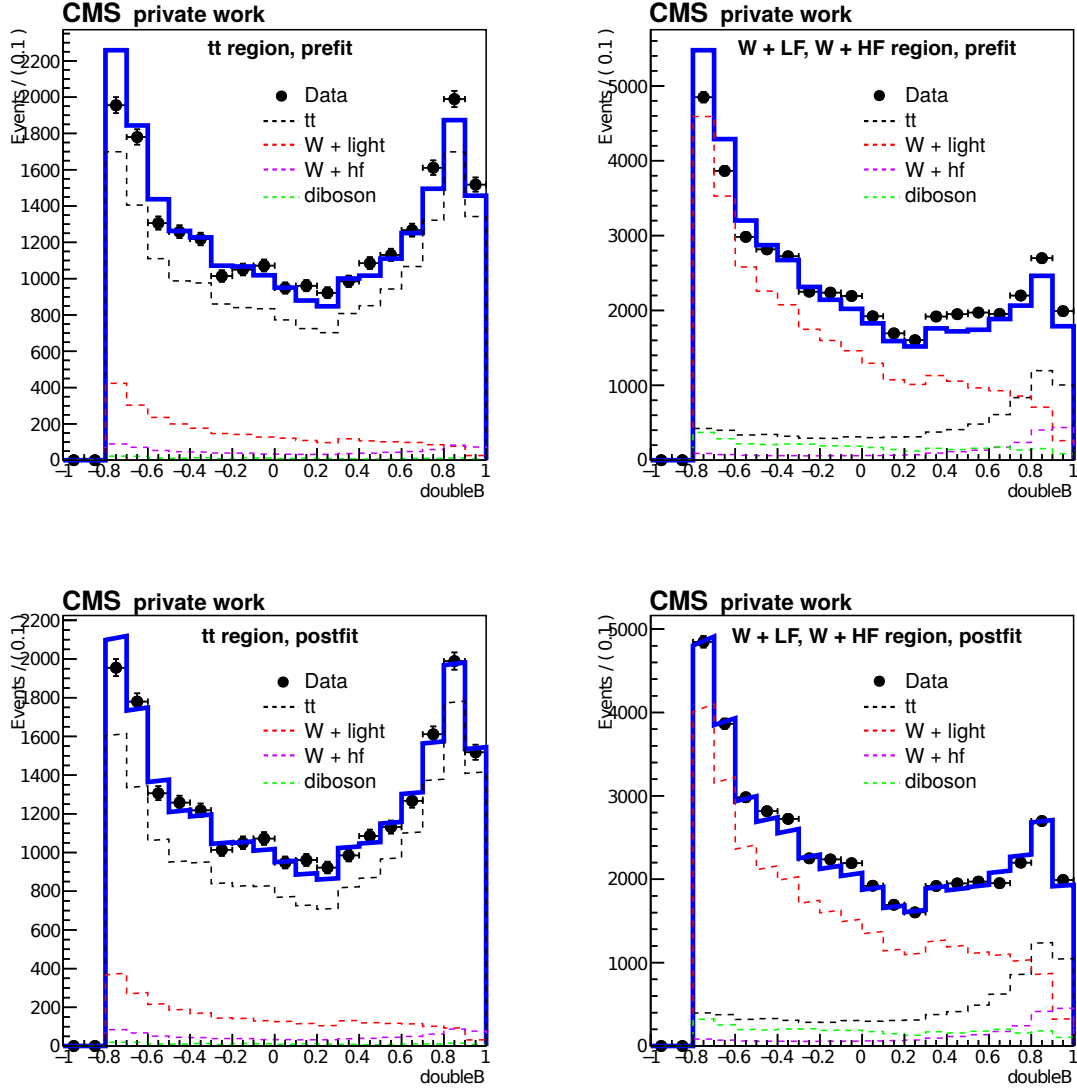 CMS private work
tt region, prefit
Events / ( 0.1 )
2200
2000
1800
1600
1400
1200
1000
800
600
400
200
0
Data
tt
W + light
W + hf
diboson
−1 −0.8 −0.6 −0.4 −0.2 0 0.2 0.4 0.6 0.8 1
doubleB
CMS private work
W + LF, W + HF region, prefit
Events / ( 0.1 )
5000
4000
3000
2000
1000
0
Data
tt
W + light
W + hf
diboson
−1 −0.8 −0.6 −0.4 −0.2 0 0.2 0.4 0.6 0.8 1
doubleB
CMS private work
tt region, postfit
Events / ( 0.1 )
2200
2000
1800
1600
1400
1200
1000
800
600
400
200
0
Data
tt
W + light
W + hf
diboson
−1 −0.8 −0.6 −0.4 −0.2 0 0.2 0.4 0.6 0.8 1
doubleB
CMS private work
W + LF, W + HF region, postfit
Events / ( 0.1 )
5000
4000
3000
2000
1000
0
Data
tt
W + light
W + hf
diboson
−1 −0.8 −0.6 −0.4 −0.2 0 0.2 0.4 0.6 0.8 1
doubleB